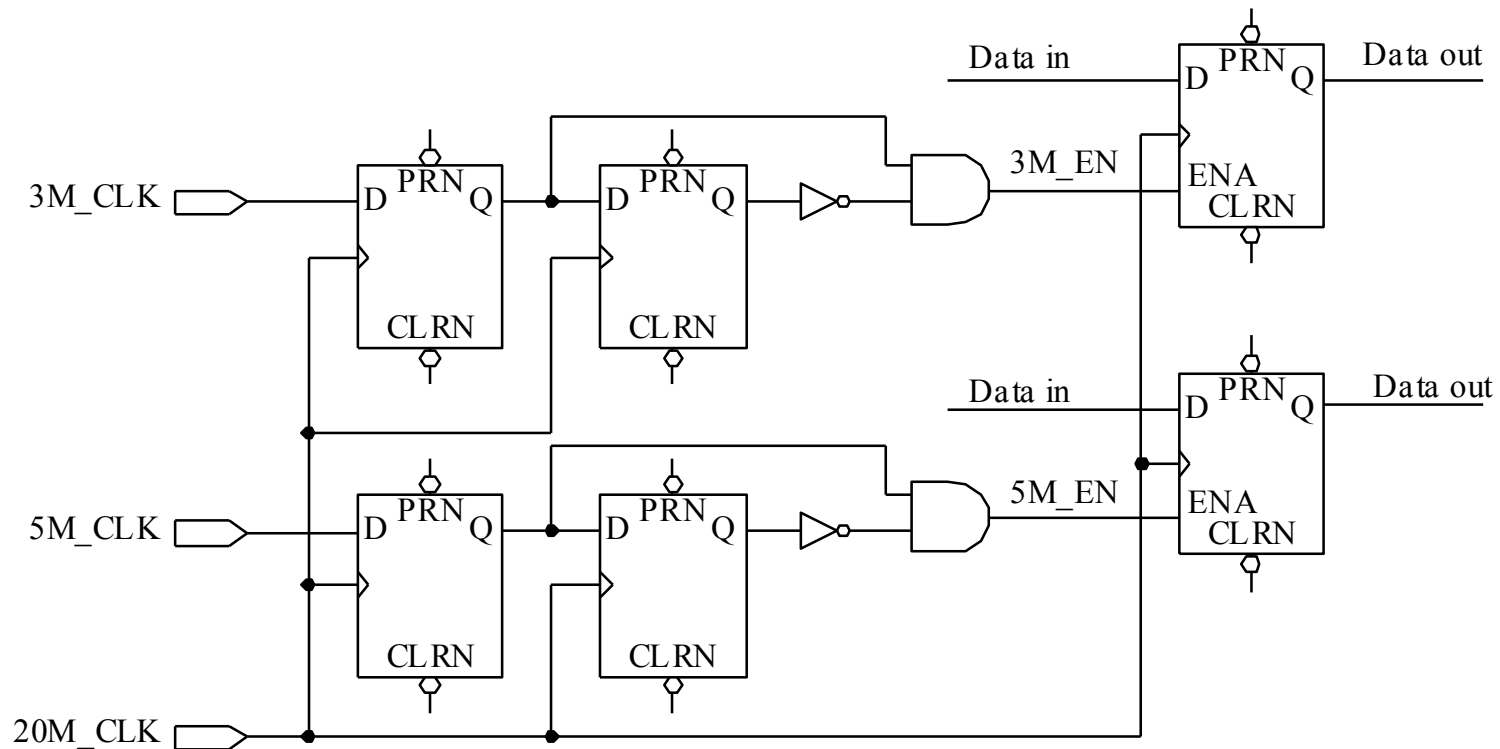 Data in
Data out
D PRN Q
ENA
CLRN
3M_CLK
D PRN Q
CLRN
D PRN Q
CLRN
3M_EN
Data in
Data out
D PRN Q
ENA
CLRN
5M_CLK
D PRN Q
CLRN
D PRN Q
CLRN
5M_EN
20M_CLK